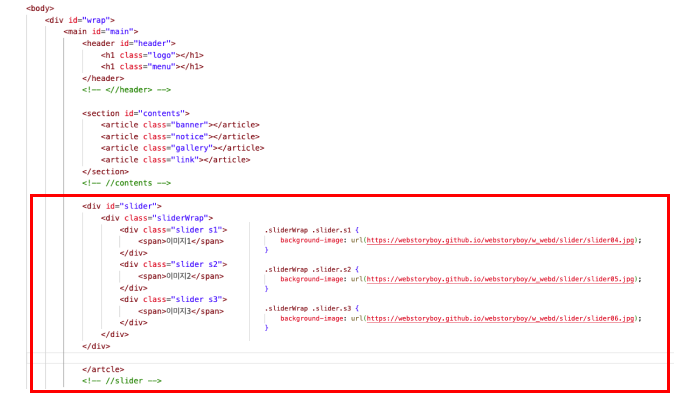 <body>
<div id="wrap">
<main id="main">
<header id="header">
<h1 class="logo"></h1>
<h1 class="menu"></h1>
</header>
<!-- <//header> -->
<section id="contents">
<article class="banner"></article>
<article class="notice"></article>
<article class="gallery"></article>
<article class="link"></article>
</section>
<!-- //contents -->
<div id="slider">
<div class="sliderWrap">
<div class="slider s1">
<span>이미지1</span>
</div>
<div class="slider s2">
<span>이미지2</span>
</div>
<div class="slider s3">
<span>이미지3</span>
</div>
</div>
</div>
.sliderWrap .slider.s1 {
background-image: url(https://webstoryboy.github.io/webstoryboy/w_webd/slider/slider04.jpg);
}
.sliderWrap .slider.s2 {
background-image: url(https://webstoryboy.github.io/webstoryboy/w_webd/slider/slider05.jpg);
}
.sliderWrap .slider.s3 {
background-image: url(https://webstoryboy.github.io/webstoryboy/w_webd/slider/slider06.jpg);
}
</artcle>
<!-- //slider -->